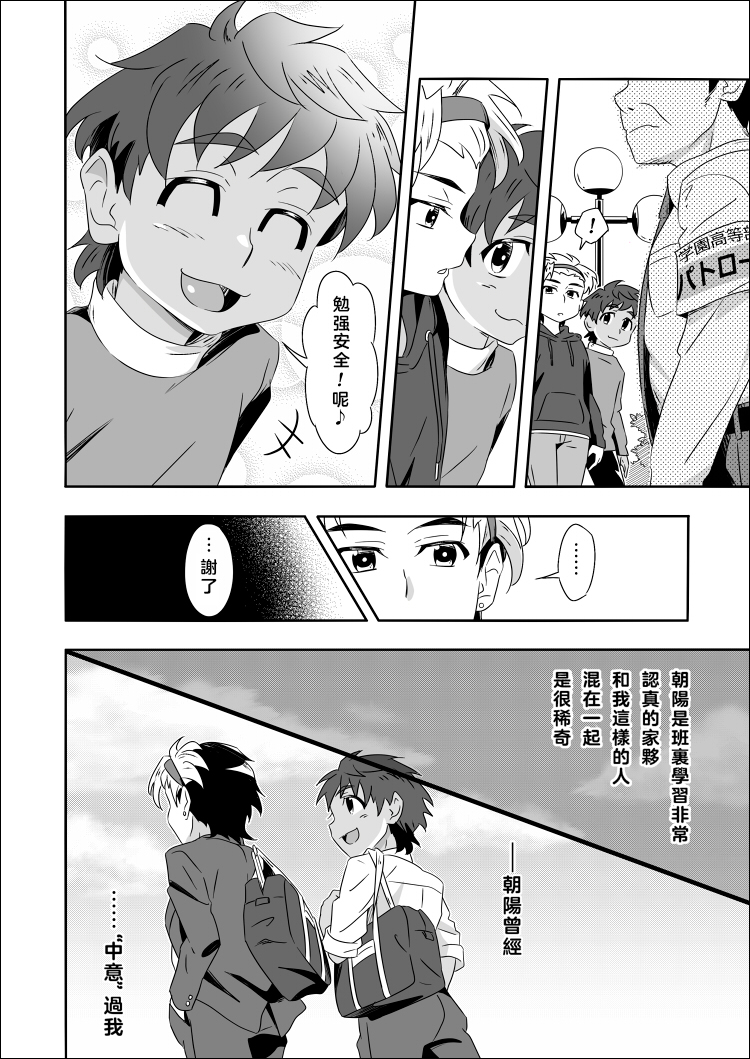 学園高等部
パトロー
！
勉强安全！呢♪
……
…謝了
朝陽是班裏學習非常
認真的家夥
和我這樣的人
混在一起
是很稀奇
——朝陽曾經
……“中意”過我